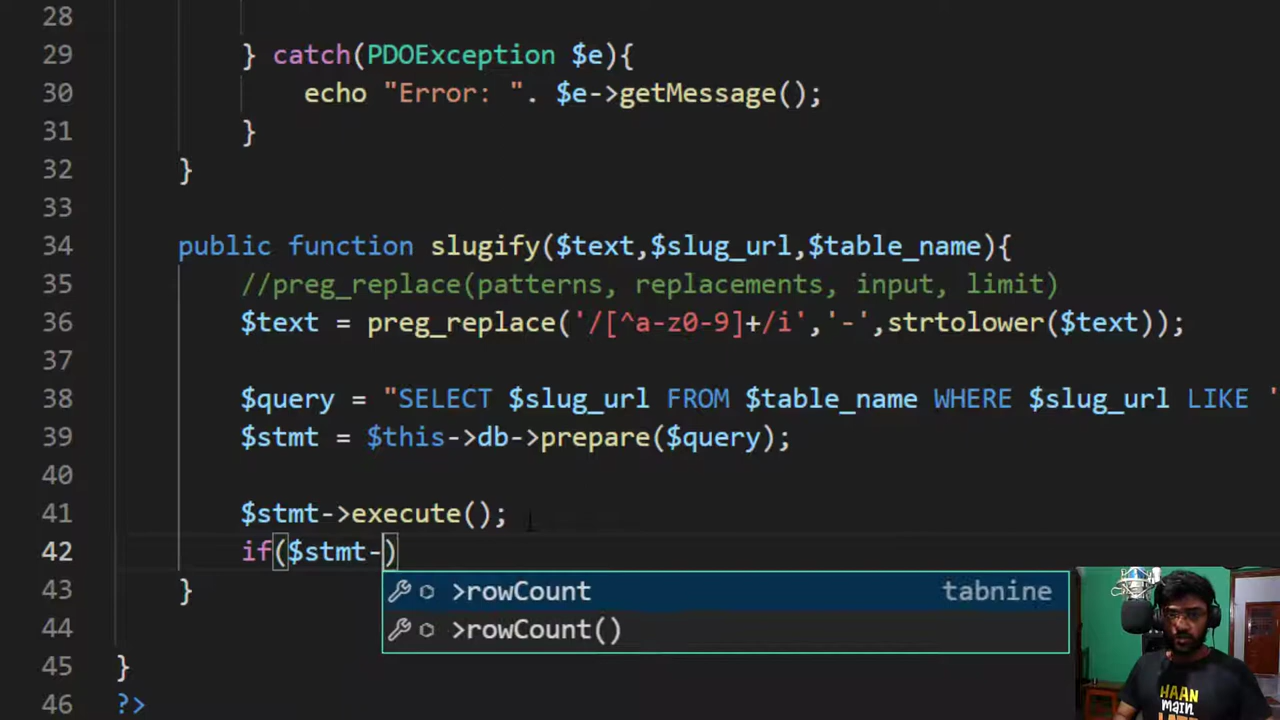 28
29 } catch(PDOException $e){
30 echo "Error: ". $e->getMessage();
31 }
32 }
33
34 public function slugify($text,$slug_url,$table_name){
35 //preg_replace(patterns, replacements, input, limit)
36 $text = preg_replace('/[^a-z0-9]+/i','-',strtolower($text));
37
38 $query = "SELECT $slug_url FROM $table_name WHERE $slug_url LIKE '
39 $stmt = $this->db->prepare($query);
40
41 $stmt->execute();
42 if($stmt-)
>rowCount tabnine
43 }
>rowCount()
44
45 }
46 ?>
HAAN
main